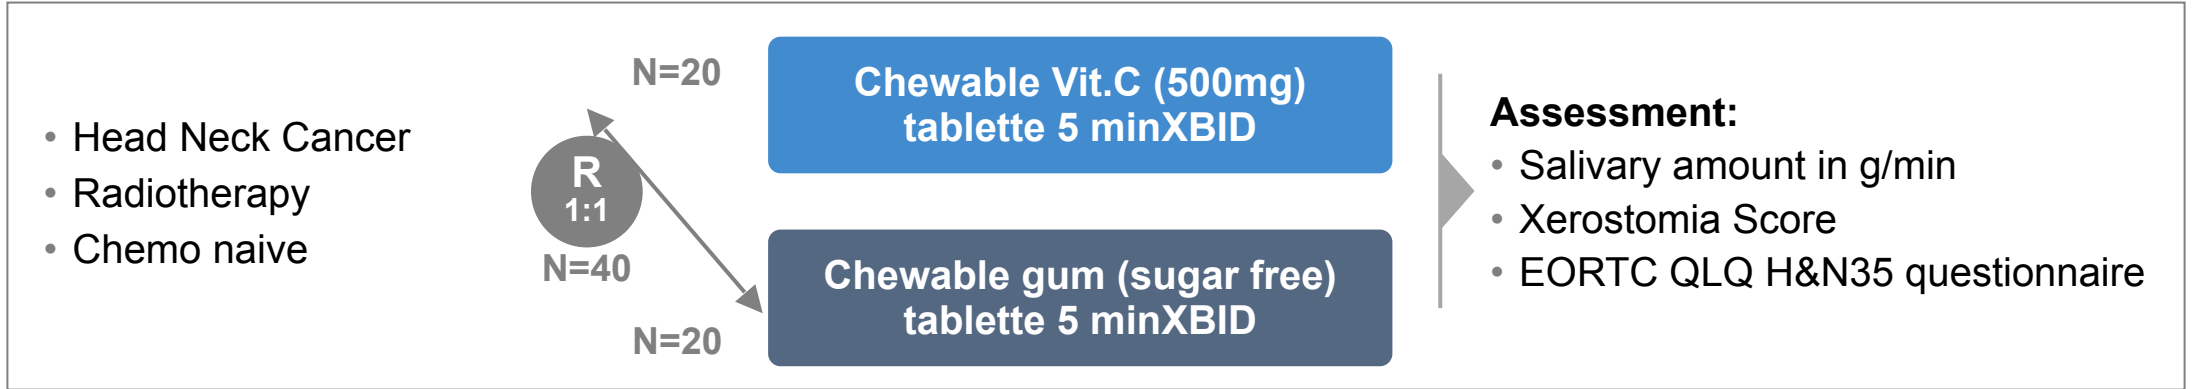 • Head Neck Cancer
• Radiotherapy
• Chemo naive
R
1:1
N=40
N=20
Chewable Vit.C (500mg)
tablette 5 minXBID
N=20
Chewable gum (sugar free)
tablette 5 minXBID
Assessment:
• Salivary amount in g/min
• Xerostomia Score
• EORTC QLQ H&N35 questionnaire